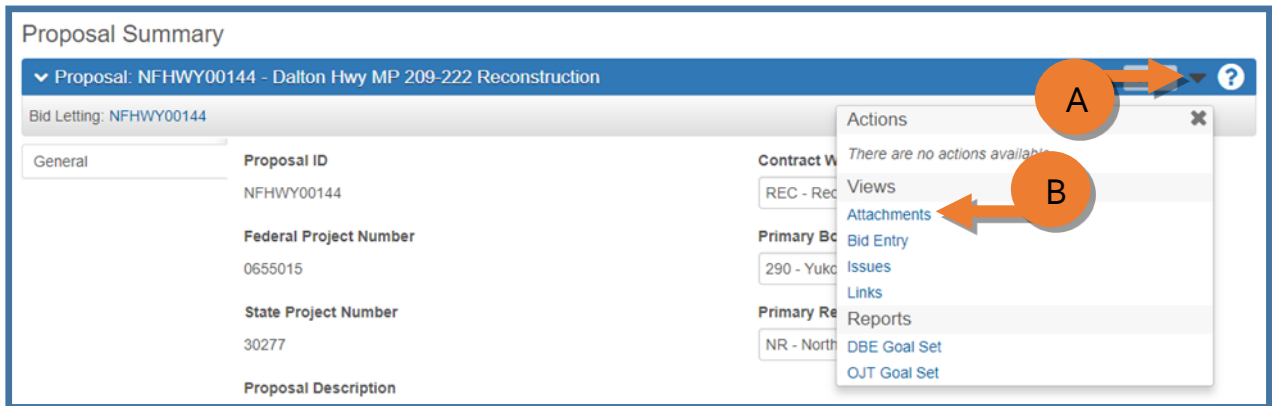 Proposal Summary
Proposal: NFHWY00144 - Dalton Hwy MP 209-222 Reconstruction
?
A
Bid Letting: NFHWY00144
General
Proposal ID
NFHWY00144
Federal Project Number
0655015
State Project Number
30277
Proposal Description
Contract W
REC - Rec
Primary Bo
290 - Yuko
Primary Re
NR - North
Actions
There are no actions available
Views
B
Attachments
Bid Entry
Issues
Links
Reports
DBE Goal Set
OJT Goal Set